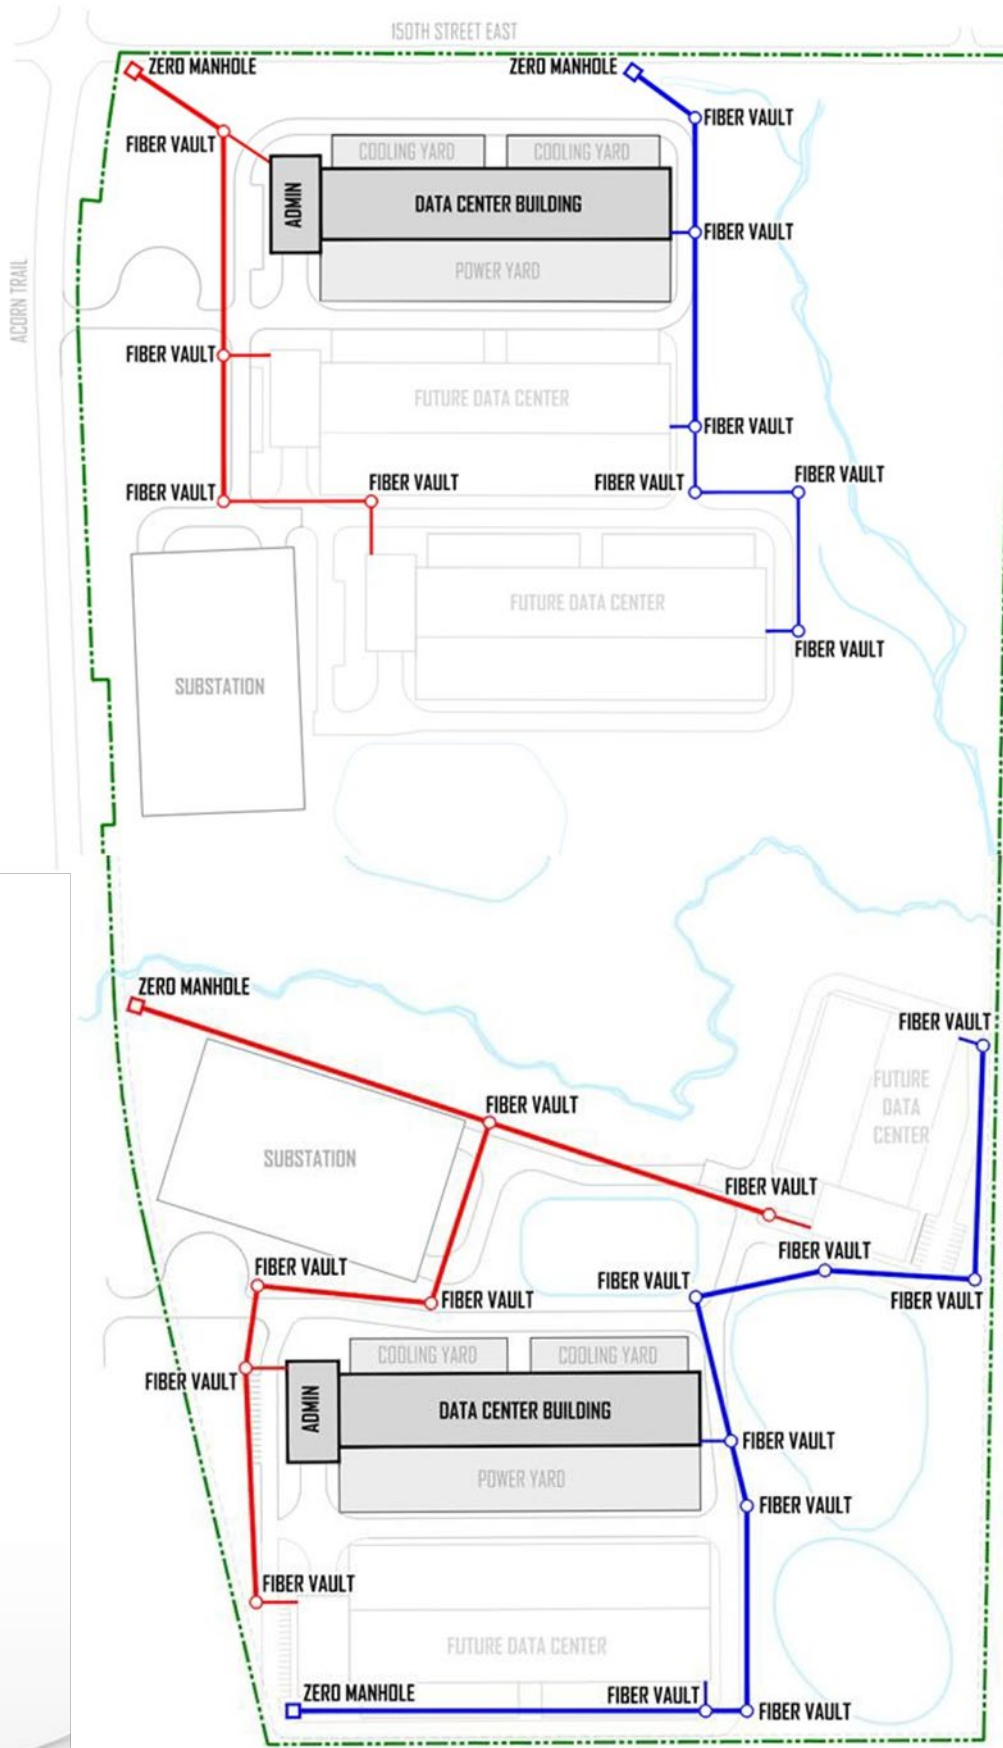 150TH STREET EAST
ZERO MANHOLE
ZERO MANHOLE
FIBER VAULT
FIBER VAULT
COOLING YARD
COOLING YARD
ADMIN
DATA CENTER BUILDING
FIBER VAULT
POWER YARD
ACORN TRAIL
FIBER VAULT
FUTURE DATA CENTER
FIBER VAULT
FIBER VAULT
FIBER VAULT
FIBER VAULT
FIBER VAULT
FUTURE DATA CENTER
FIBER VAULT
SUBSTATION
ZERO MANHOLE
FIBER VAULT
FUTURE
DATA
CENTER
FIBER VAULT
SUBSTATION
FIBER VAULT
FIBER VAULT
FIBER VAULT
FIBER VAULT
FIBER VAULT
FIBER VAULT
COOLING YARD
COOLING YARD
FIBER VAULT
ADMIN
DATA CENTER BUILDING
FIBER VAULT
POWER YARD
FIBER VAULT
FIBER VAULT
FUTURE DATA CENTER
ZERO MANHOLE
FIBER VAULT
FIBER VAULT